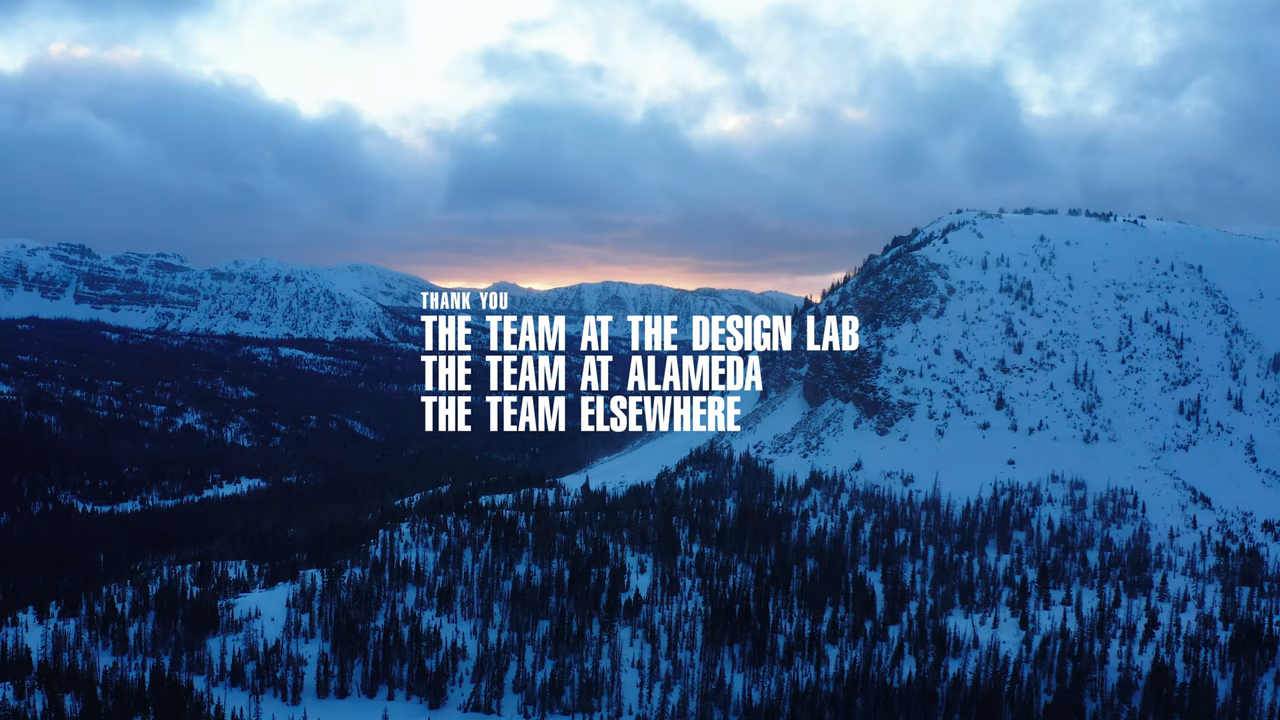 THANK YOU
THE TEAM AT THE DESIGN LAB
THE TEAM AT ALAMEDA
THE TEAM ELSEWHERE